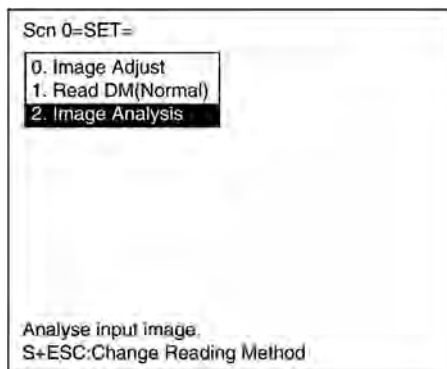 Scn 0=SET=
0. Image Adjust
1. Read DM(Normal)
2. Image Analysis
Analyse input image.
S+ESC:Change Reading Method